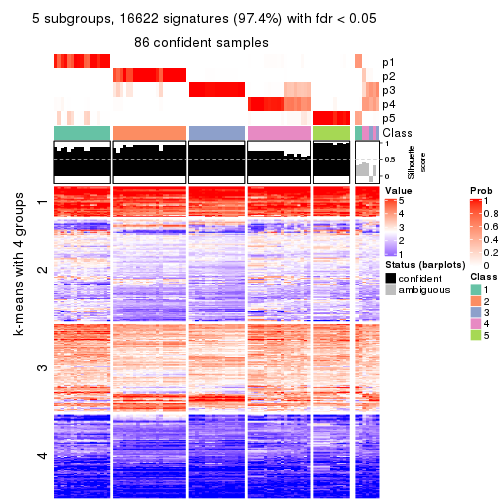 5 subgroups, 16622 signatures (97.4%) with fdr < 0.05
86 confident samples
p1
p2
p3
p4
p5
Class
1
0.5
0
Silhouette
score
k-means with 4 groups
1
2
3
4
Value
5
4
3
2
1
Status (barplots)
confident
ambiguous
Prob
1
0.8
0.6
0.4
0.2
0
Class
1
2
3
4
5